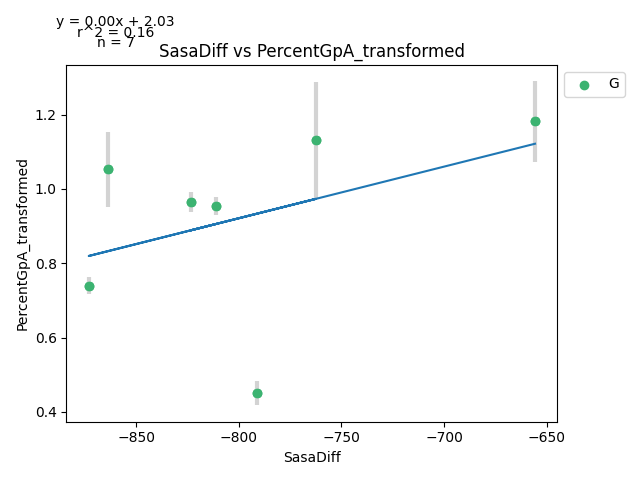 y = 0.00x + 2.03
r^2 = 0.16
n = 7
SasaDiff vs PercentGpA_transformed
G
PercentGpA_transformed
1.2
1.0
0.8
0.6
0.4
−850
−800
−750
−700
−650
SasaDiff